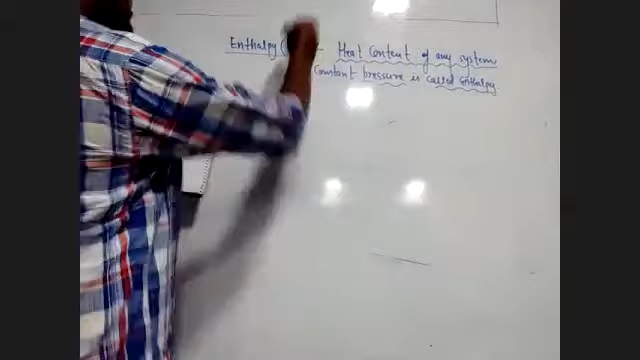 Enthalpy ( - Heat Content of any system
Constant pressure is called Enthalpy